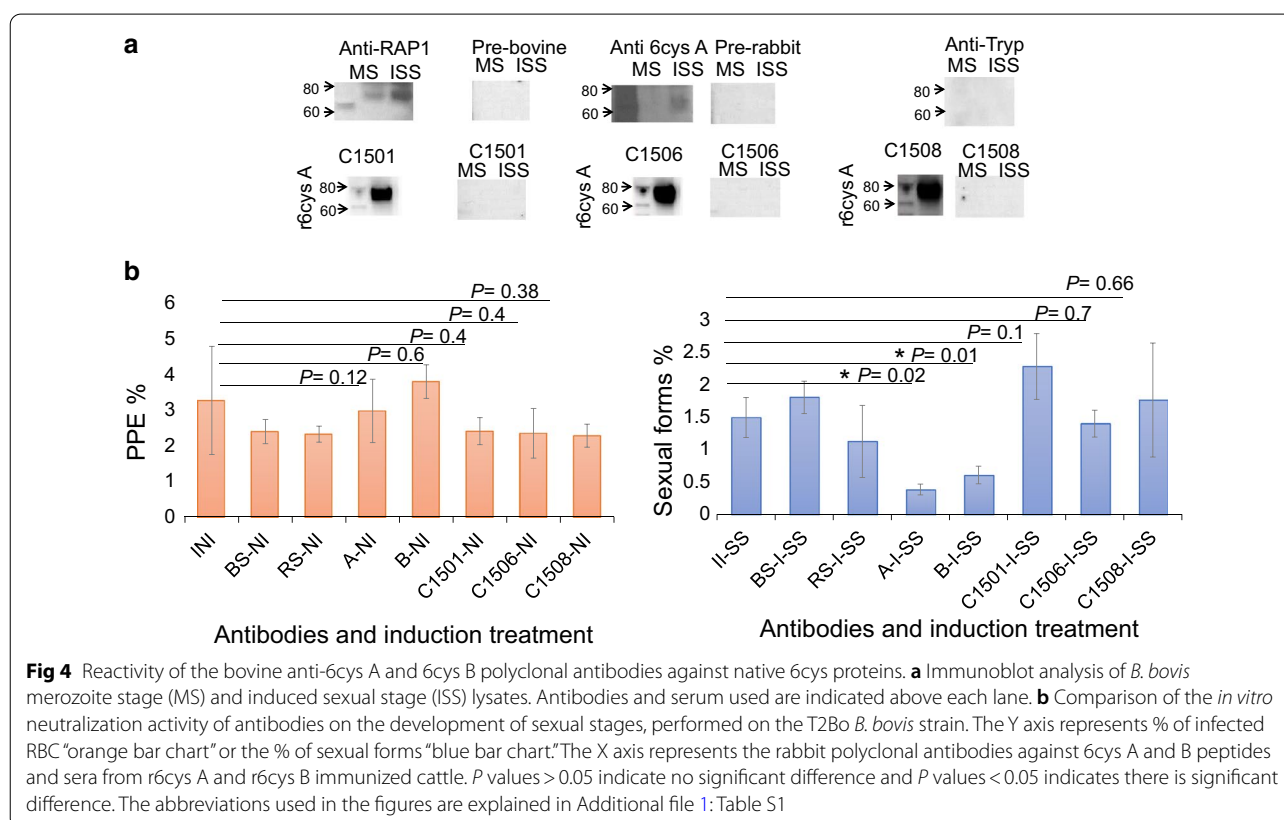 a
Anti-RAP1 Pre-bovine Anti 6cys A Pre-rabbit Anti-Tryp
MS ISS MS ISS MS ISS MS ISS MS ISS
80 80 80
60 60 60
C1501 C1501 C1506 C1506 C1508 C1508
MS ISS MS ISS MS ISS
r6cys A r6cys A r6cys A
80 80 80
60 60 60
b
PPE %
6
5
4
3
2
1
0
P= 0.38
P= 0.4
P= 0.4
P= 0.6
P= 0.12
INI BS-NI RS-NI A-NI B-NI C1501-NI C1506-NI C1508-NI
Antibodies and induction treatment
Sexual forms %
3
2.5
2
1.5
1
0.5
0
P= 0.66
P= 0.7
P= 0.1
* P= 0.01
* P= 0.02
II-SS BS-I-SS RS-I-SS A-I-SS B-I-SS C1501-I-SS C1506-I-SS C1508-I-SS
Antibodies and induction treatment
Fig 4 Reactivity of the bovine anti-6cys A and 6cys B polyclonal antibodies against native 6cys proteins. a Immunoblot analysis of B. bovis
merozoite stage (MS) and induced sexual stage (ISS) lysates. Antibodies and serum used are indicated above each lane. b Comparison of the in vitro
neutralization activity of antibodies on the development of sexual stages, performed on the T2Bo B. bovis strain. The Y axis represents % of infected
RBC “orange bar chart” or the % of sexual forms “blue bar chart.” The X axis represents the rabbit polyclonal antibodies against 6cys A and B peptides
and sera from r6cys A and r6cys B immunized cattle. P values > 0.05 indicate no significant difference and P values < 0.05 indicates there is significant
difference. The abbreviations used in the figures are explained in Additional file 1: Table S1